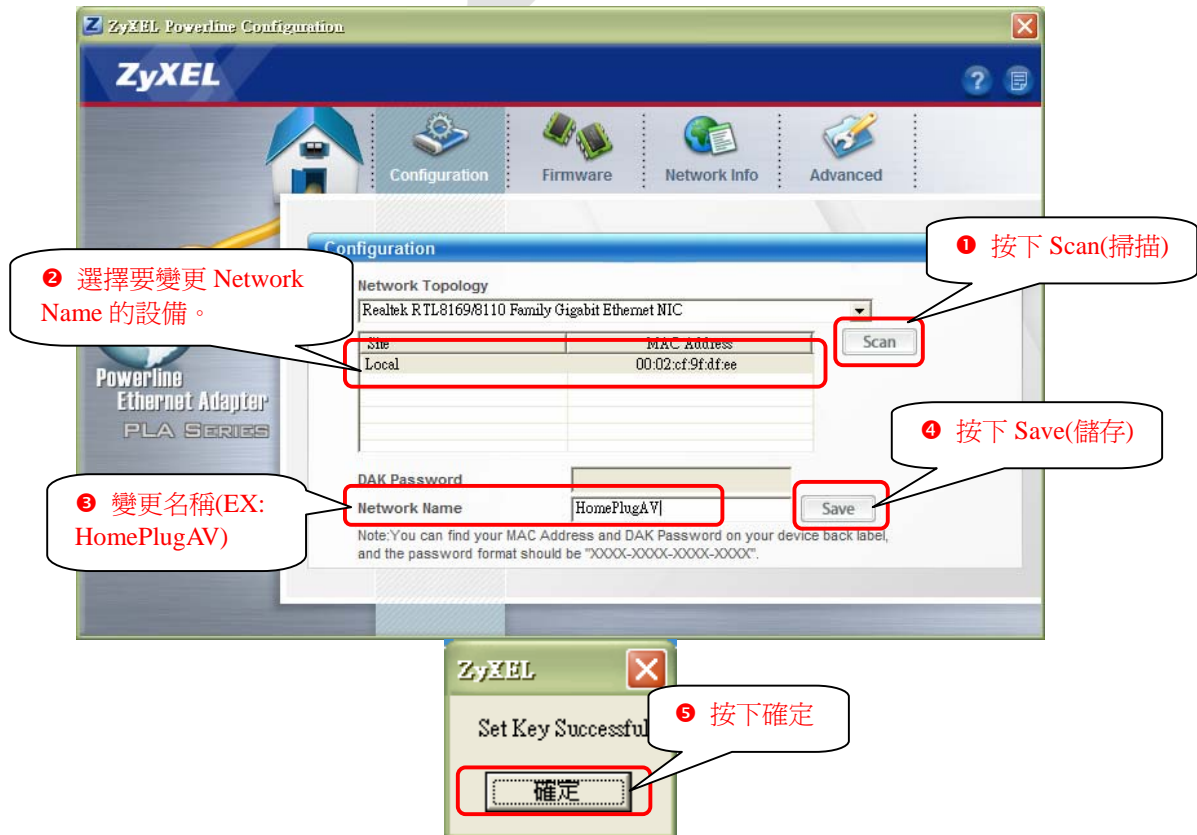 ZyXEL Powerline Configuration
ZyXEL
Configuration
Firmware
Network Info
Advanced
Configuration
❶ 按下 Scan(掃描)
❷ 選擇要變更 Network
Name 的設備。
Network Topology
Realtek RTL8169/8110 Family Gigabit Ethernet NIC
Scan
Site MAC Address
Local 00:02:cf:9f:df:ee
Powerline
Ethernet Adapter
PLA SERIES
❹ 按下 Save(儲存)
DAK Password
❸ 變更名稱(EX:
HomePlugAV)
Network Name HomePlugAV
Save
Note:You can find your MAC Address and DAK Password on your device back label,
and the password format should be "XXXX-XXXX-XXXX-XXXX".
ZyXEL
Set Key Successful
❺ 按下確定
確定